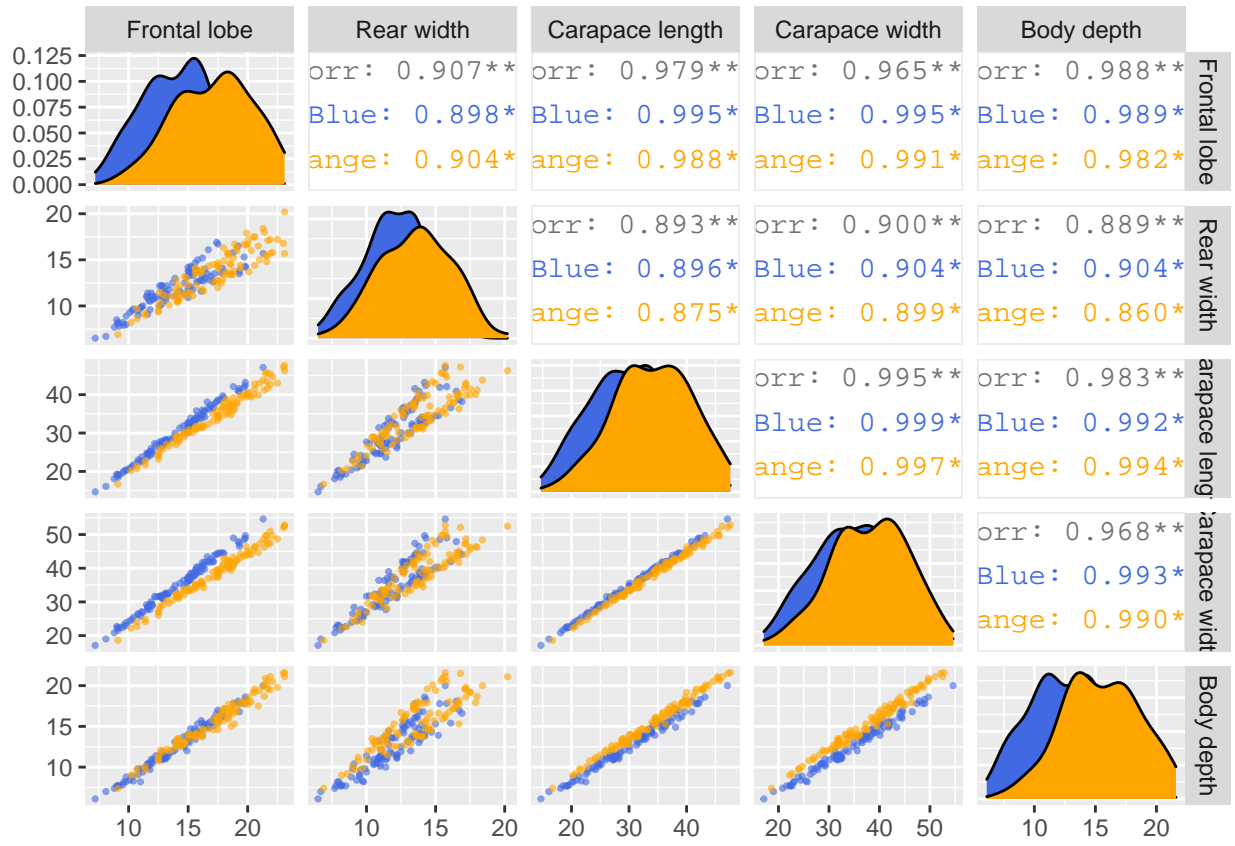 Frontal lobe Rear width Carapace length Carapace width Body depth
0.125
0.100
0.075
0.050
0.025
0.000
orr: 0.907** orr: 0.979** orr: 0.965** orr: 0.988**
Blue: 0.898* Blue: 0.995* Blue: 0.995* Blue: 0.989*
ange: 0.904* ange: 0.988* ange: 0.991* ange: 0.982*
Frontal lobe
20
15
10
orr: 0.893** orr: 0.900** orr: 0.889**
Blue: 0.896* Blue: 0.904* Blue: 0.904*
ange: 0.875* ange: 0.899* ange: 0.860*
Rear width
40
30
20
orr: 0.995** orr: 0.983**
Blue: 0.999* Blue: 0.992*
ange: 0.997* ange: 0.994*
arapace leng
50
40
30
20
orr: 0.968**
Blue: 0.993*
ange: 0.990*
arapace widt
20
15
10
Body depth
10 15 20 10 15 20 20 30 40 20 30 40 50 10 15 20